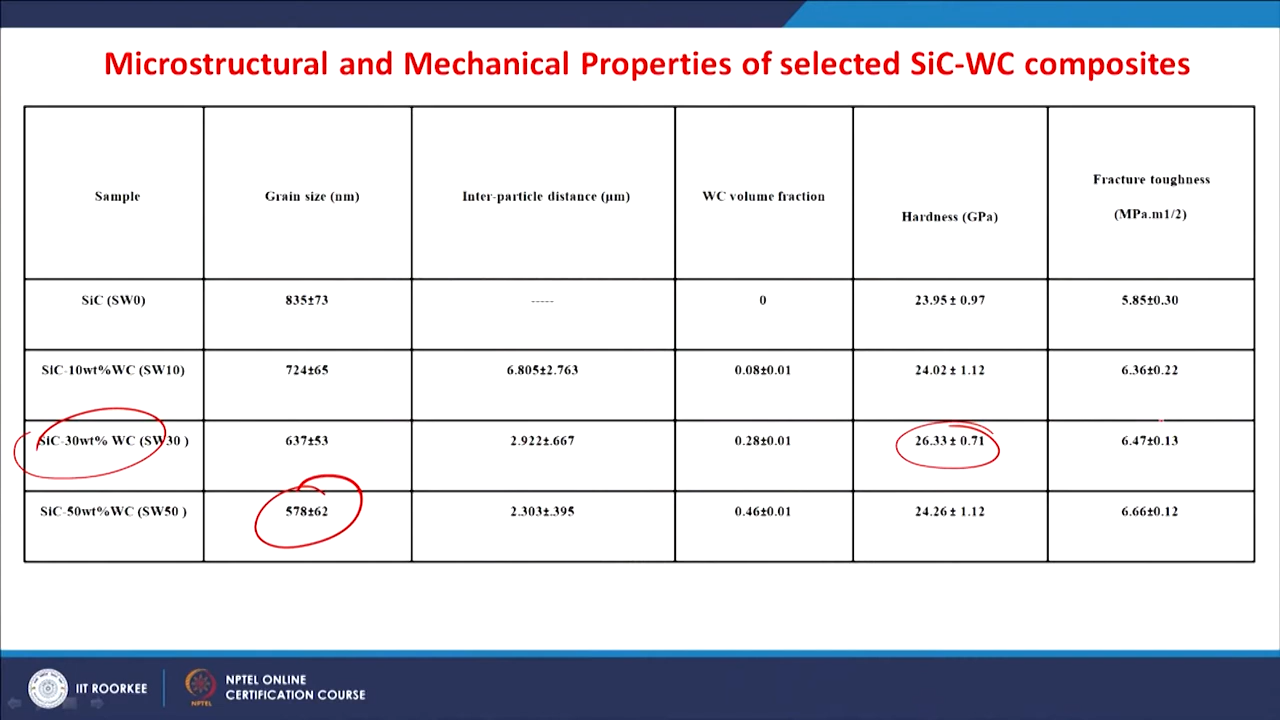 Microstructural and Mechanical Properties of selected SiC-WC composites
Sample Grain size (nm) Inter-particle distance (µm) WC volume fraction Hardness (GPa) Fracture toughness (MPa.m1/2)
SiC (SW0) 835±73 ----- 0 23.95 ± 0.97 5.85±0.30
SiC-10wt%WC (SW10) 724±65 6.805±2.763 0.08±0.01 24.02 ± 1.12 6.36±0.22
SiC-30wt% WC (SW30 ) 637±53 2.922±.667 0.28±0.01 26.33 ± 0.71 6.47±0.13
SiC-50wt%WC (SW50 ) 578±62 2.303±.395 0.46±0.01 24.26 ± 1.12 6.66±0.12
IIT ROORKEE
NPTEL
NPTEL ONLINE
CERTIFICATION COURSE